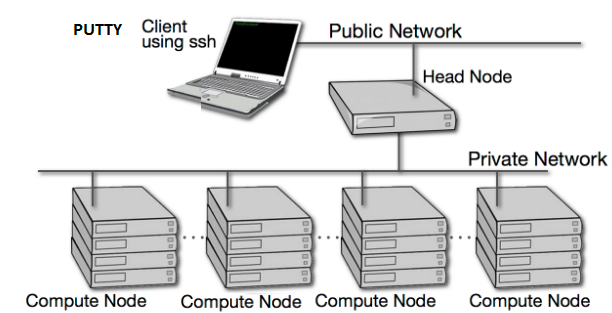 PUTTY
Client
using ssh
Public Network
Head Node
Private Network
Compute Node
Compute Node
Compute Node
Compute Node